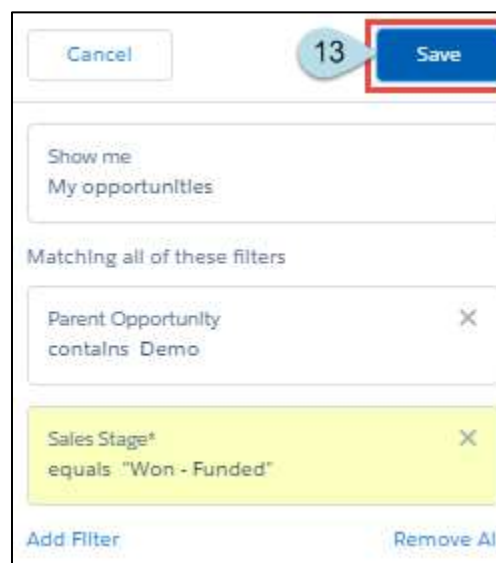 Cancel
13
Save
Show me
My opportunities
Matching all of these filters
Parent Opportunity
contains Demo
Sales Stage*
equals "Won - Funded"
Add Filter
Remove Al